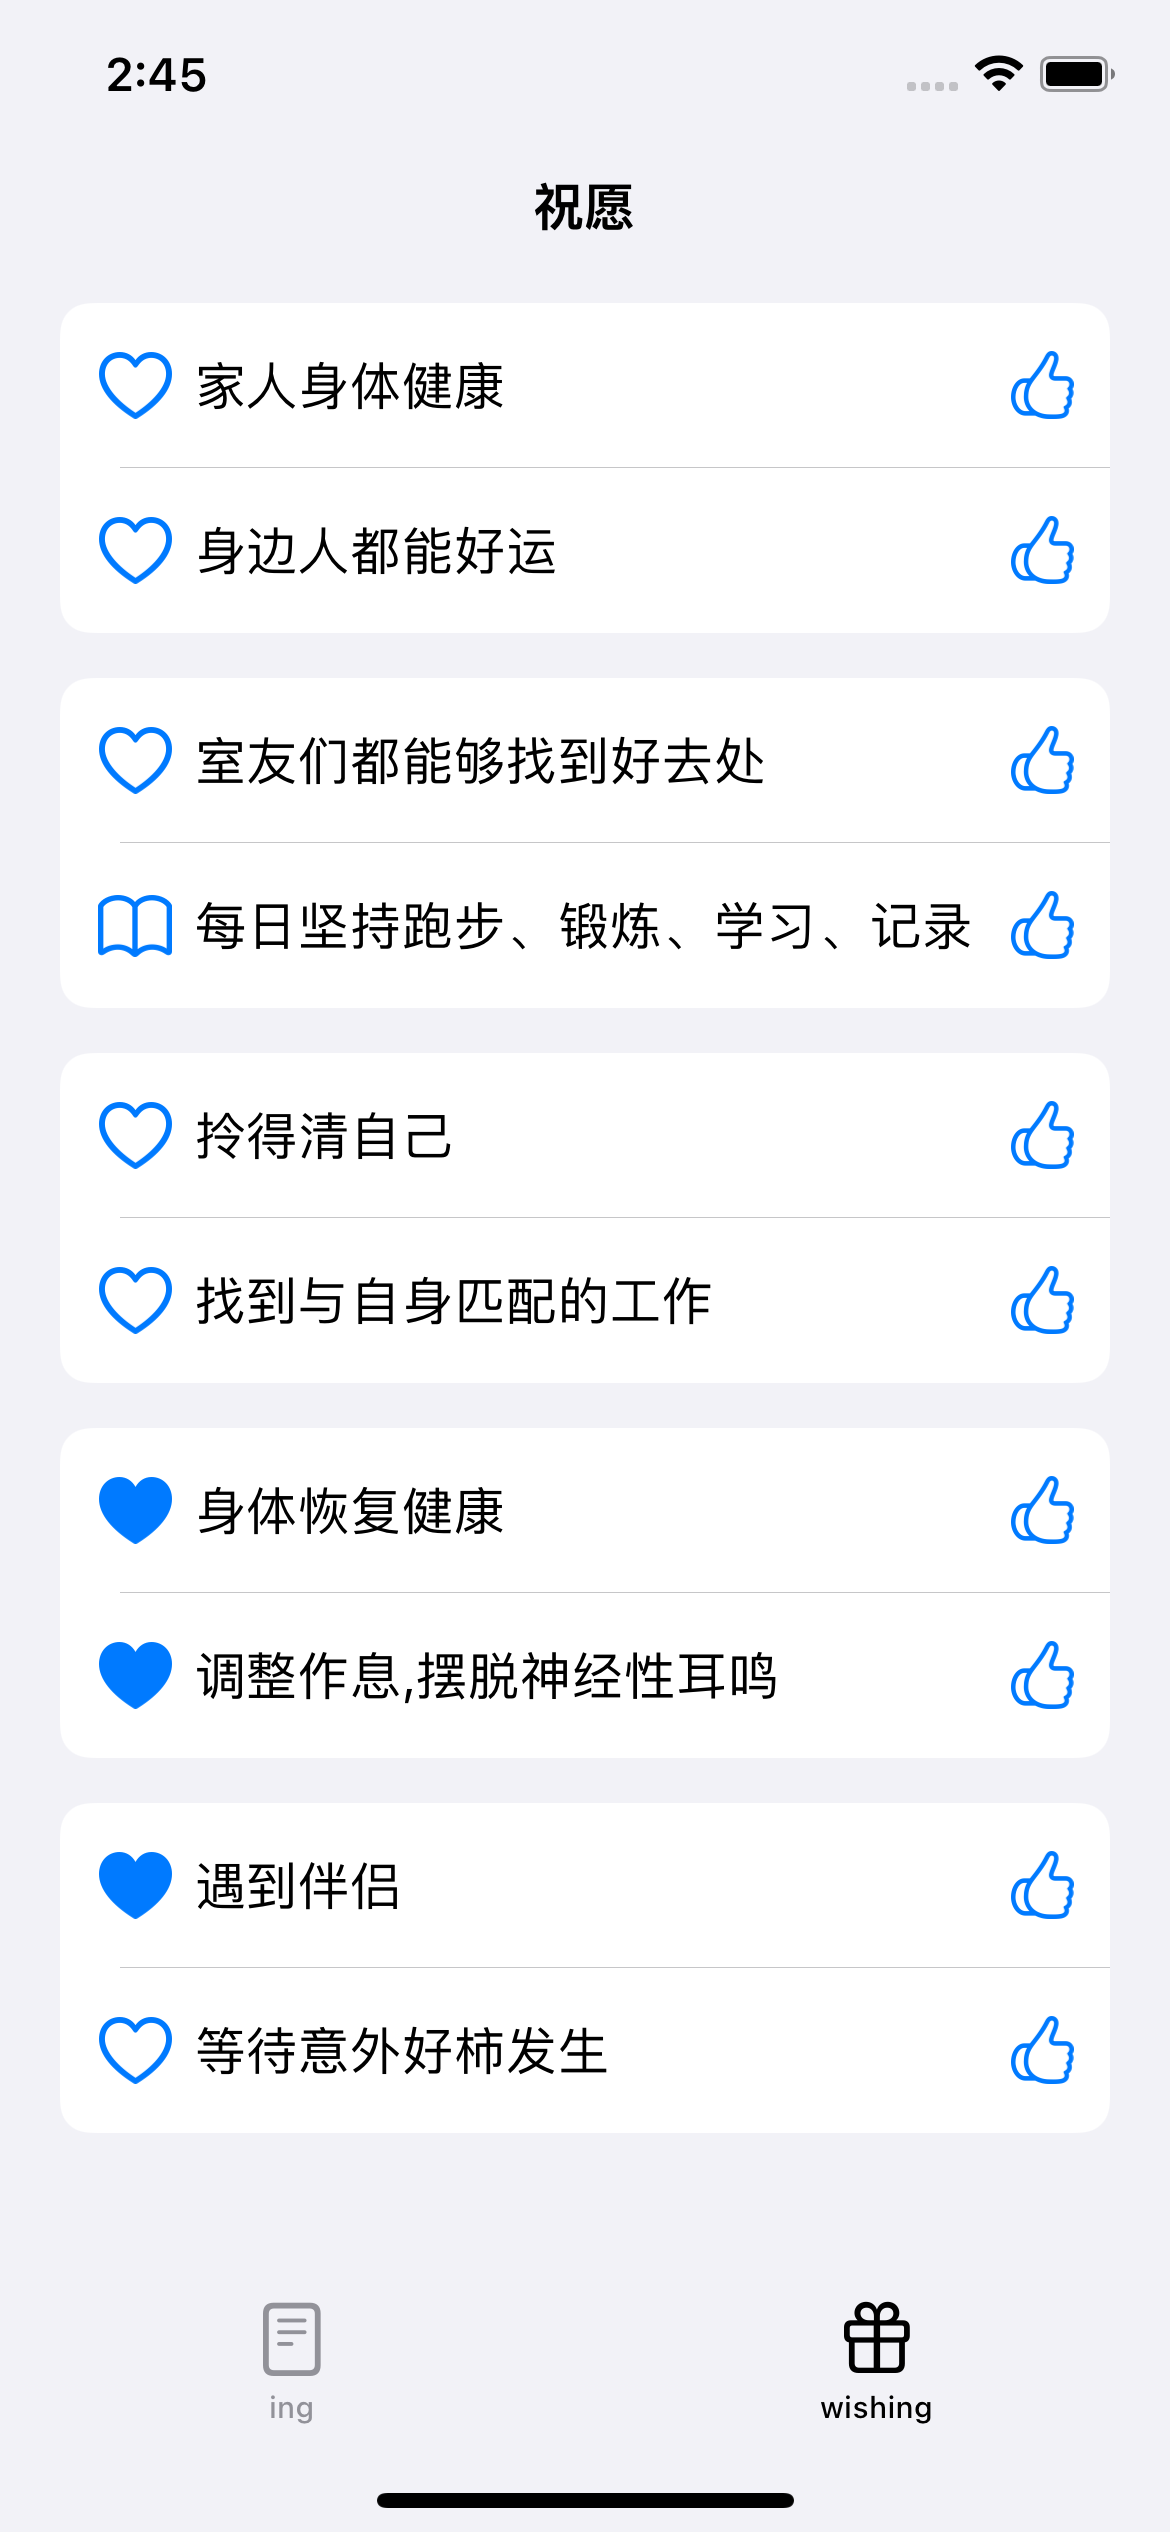 2:45
祝愿
家人身体健康
身边人都能好运
室友们都能够找到好去处
每日坚持跑步、锻炼、学习、记录
拎得清自己
找到与自身匹配的工作
身体恢复健康
调整作息,摆脱神经性耳鸣
遇到伴侣
等待意外好柿发生
ing
wishing